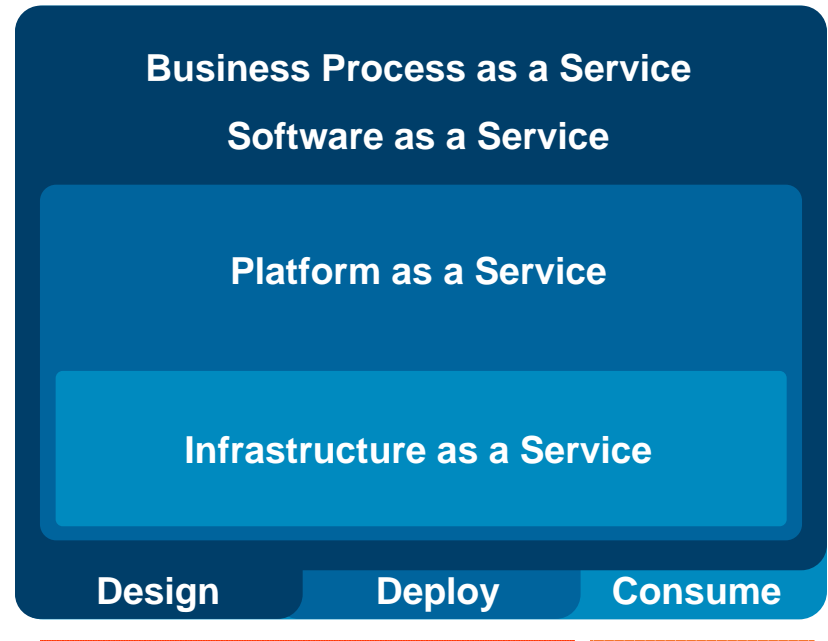 Business Process as a Service
Software as a Service
Platform as a Service
Infrastructure as a Service
Design Deploy Consume